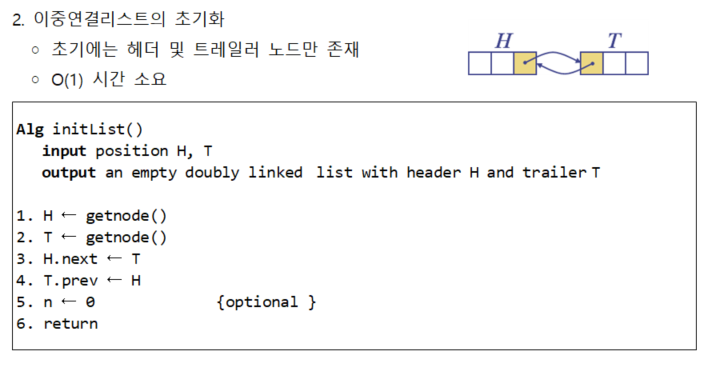 2. 이중연결리스트의 초기화
○ 초기에는 헤더 및 트레일러 노드만 존재
○ O(1) 시간 소요
H T
Alg initList()
input position H, T
output an empty doubly linked list with header H and trailer T
1. H ← getnode()
2. T ← getnode()
3. H.next ← T
4. T.prev ← H
5. n ← 0 {optional }
6. return